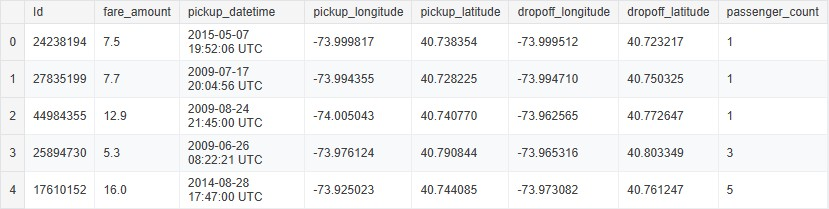 Id fare_amount pickup_datetime pickup_longitude pickup_latitude dropoff_longitude dropoff_latitude passenger_count
0 24238194 7.5 2015-05-07 19:52:06 UTC -73.999817 40.738354 -73.999512 40.723217 1
1 27835199 7.7 2009-07-17 20:04:56 UTC -73.994355 40.728225 -73.994710 40.750325 1
2 44984355 12.9 2009-08-24 21:45:00 UTC -74.005043 40.740770 -73.962565 40.772647 1
3 25894730 5.3 2009-06-26 08:22:21 UTC -73.976124 40.790844 -73.965316 40.803349 3
4 17610152 16.0 2014-08-28 17:47:00 UTC -73.925023 40.744085 -73.973082 40.761247 5